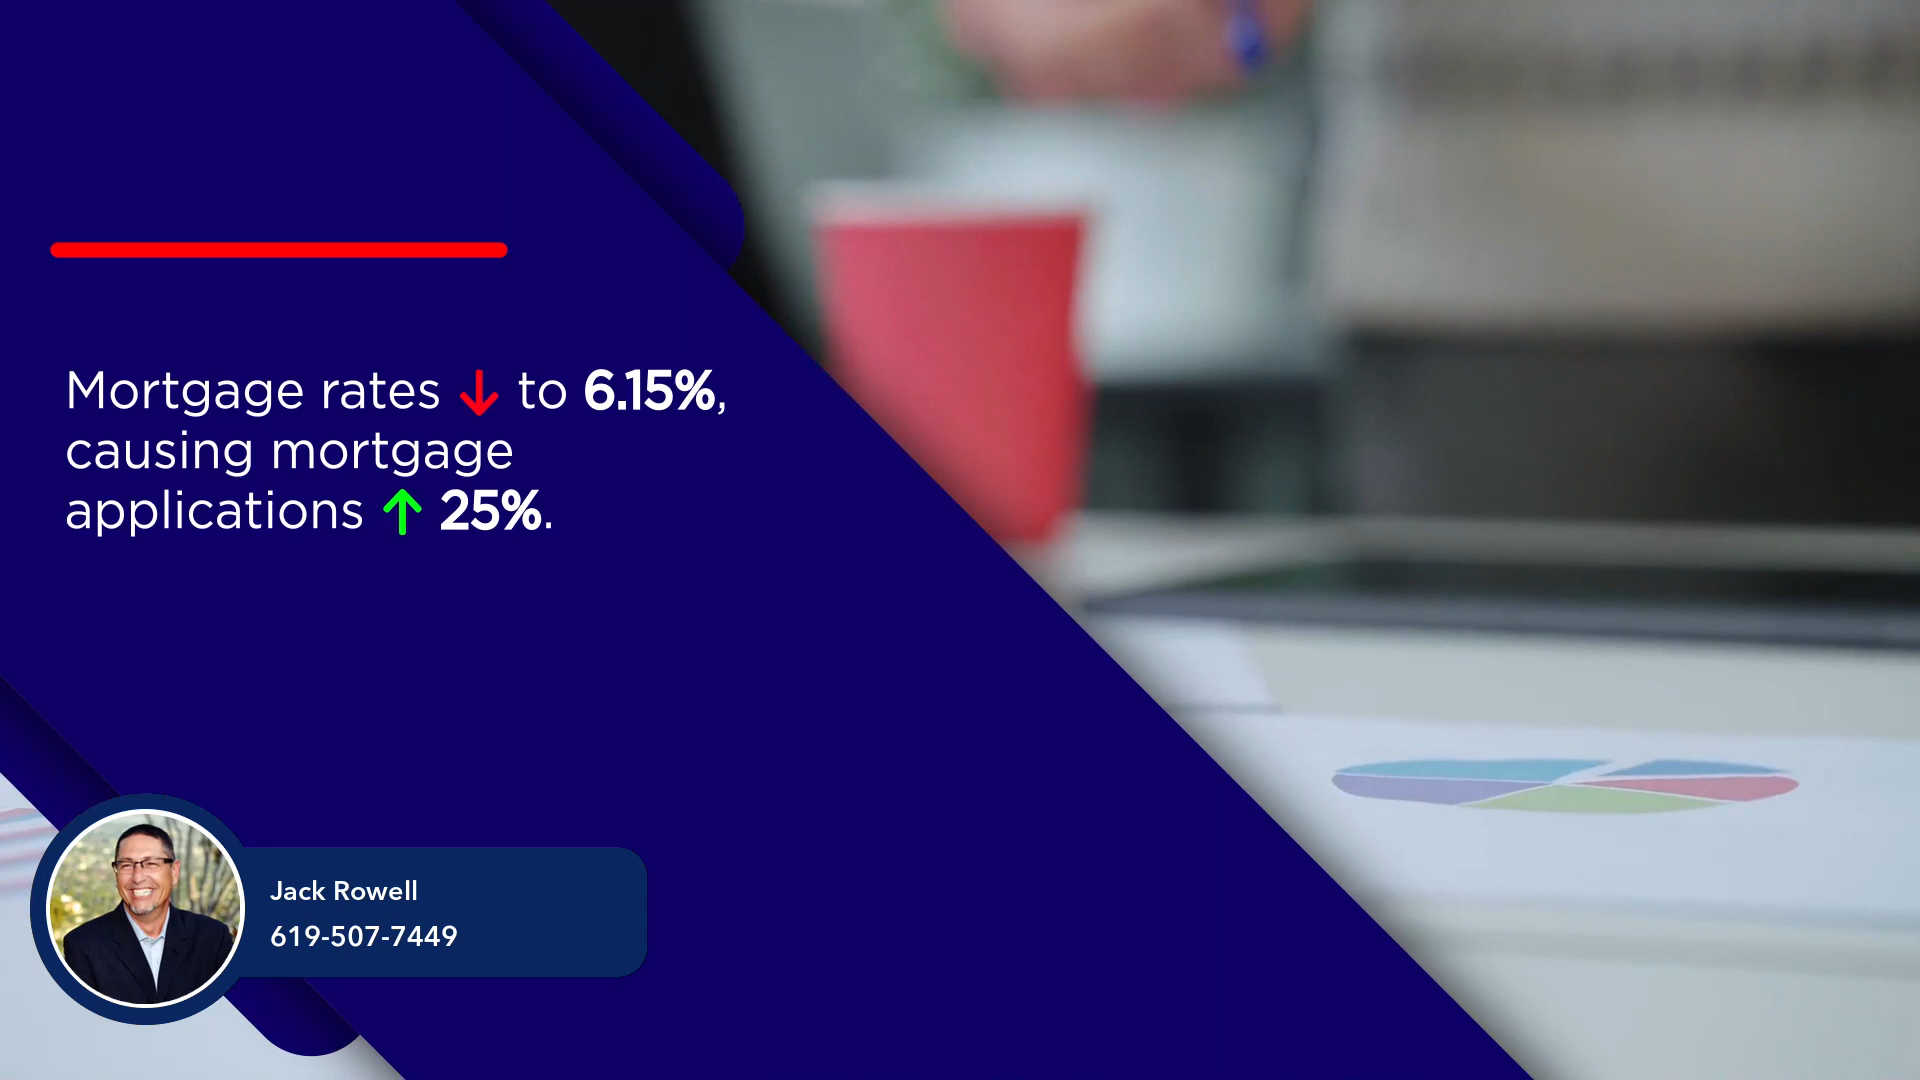 Mortgage rates ↓ to 6.15%,
causing mortgage
applications ↑ 25%.
Jack Rowell
619-507-7449